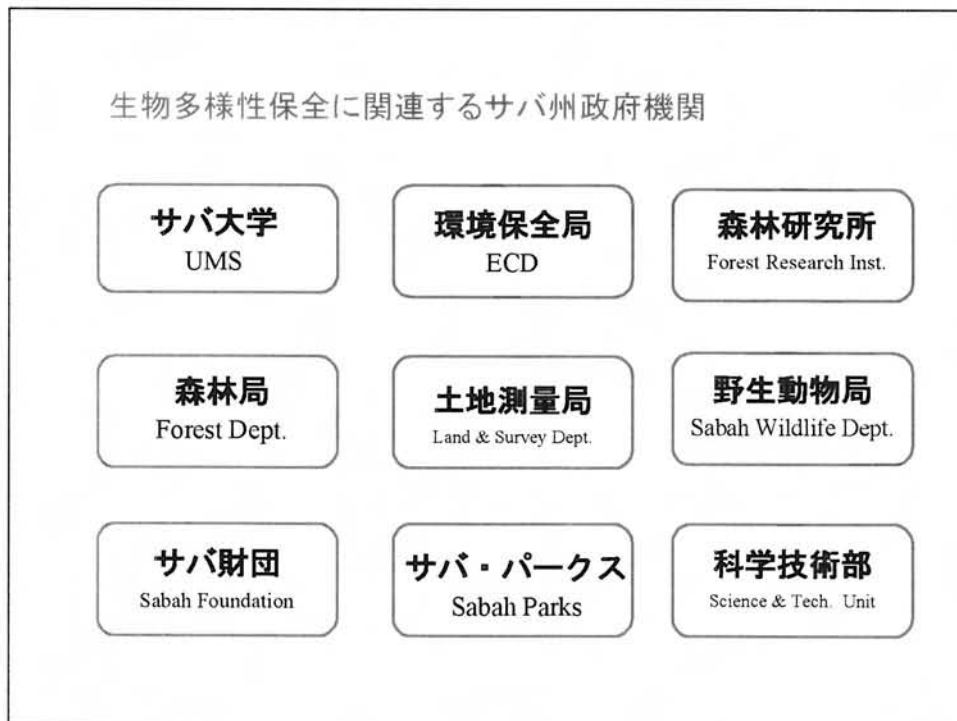 生物多様性保全に関連するサバ州政府機関
サバ大学
UMS
環境保全局
ECD
森林研究所
Forest Research Inst.
森林局
Forest Dept.
土地測量局
Land & Survey Dept.
野生動物局
Sabah Wildlife Dept.
サバ財団
Sabah Foundation
サバ・パークス
Sabah Parks
科学技術部
Science & Tech. Unit